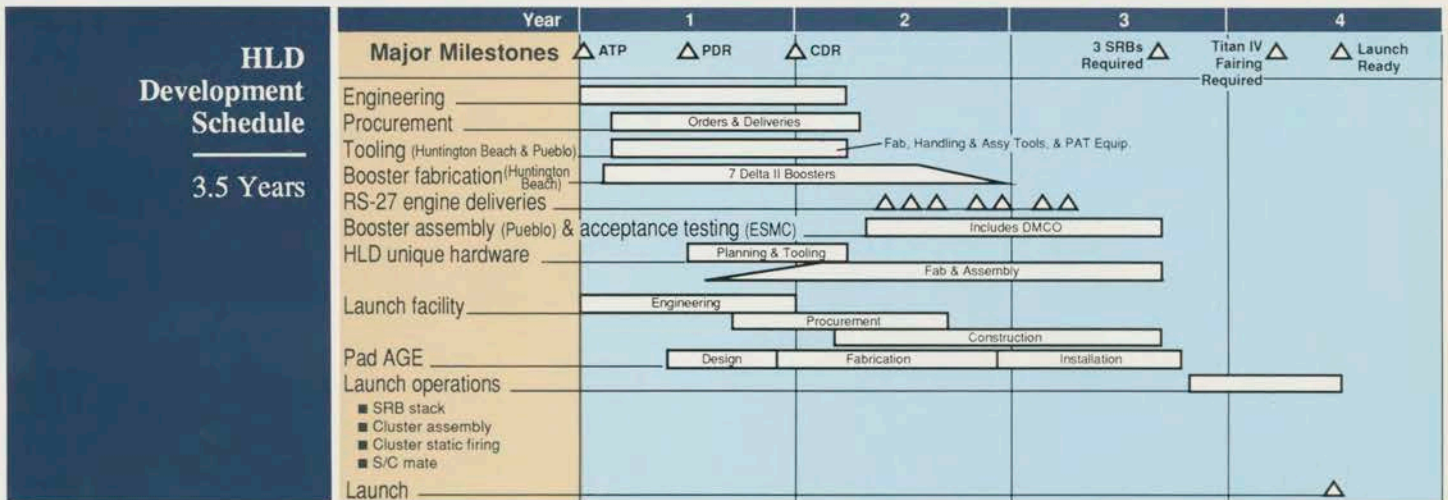 HLD
Development
Schedule
3.5 Years
Year 1 2 3 4
Major Milestones
ATP
PDR
CDR
3 SRBs
Required
Titan IV
Fairing
Required
Launch
Ready
Engineering
Procurement
Orders & Deliveries
Tooling (Huntington Beach & Pueblo)
Fab, Handling & Assy Tools, & PAT Equip.
Booster fabrication (Huntington
Beach)
7 Delta II Boosters
RS-27 engine deliveries
Booster assembly (Pueblo) & acceptance testing (ESMC)
Includes DMCO
HLD unique hardware
Planning & Tooling
Fab & Assembly
Launch facility
Engineering
Procurement
Construction
Pad AGE
Design
Fabrication
Installation
Launch operations
■ SRB stack
■ Cluster assembly
■ Cluster static firing
■ S/C mate
Launch